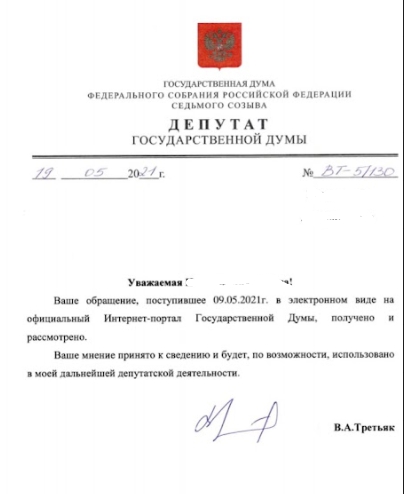 ГОСУДАРСТВЕННАЯ ДУМА
ФЕДЕРАЛЬНОГО СОБРАНИЯ РОССИЙСКОЙ ФЕДЕРАЦИИ
СЕДЬМОГО СОЗЫВА
ДЕПУТАТ
ГОСУДАРСТВЕННОЙ ДУМЫ
19 05 2021 г. № ВТ-5/130
Уважаемая !
Ваше обращение, поступившее 09.05.2021г. в электронном виде на
официальный Интернет-портал Государственной Думы, получено и
рассмотрено.
Ваше мнение принято к сведению и будет, по возможности, использовано
в моей дальнейшей депутатской деятельности.
В.А.Третьяк